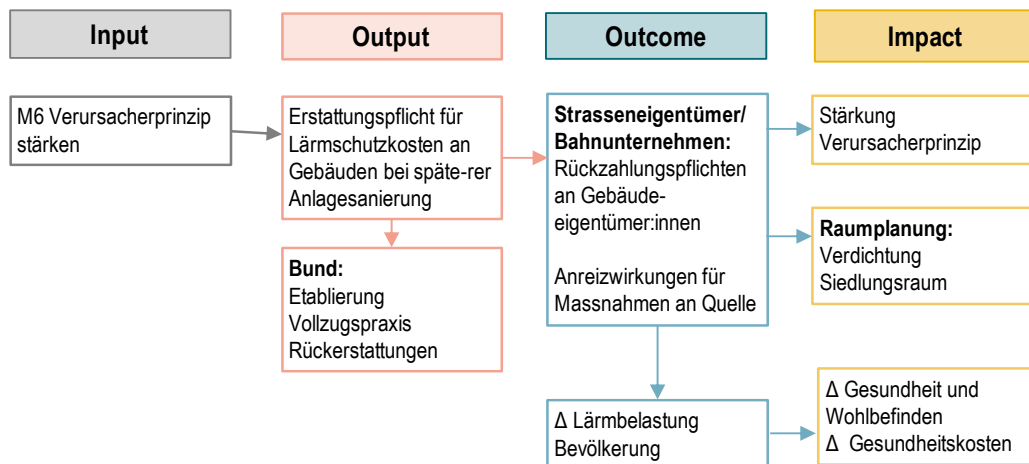 Input
Output
Outcome
Impact
M6 Verursacherprinzip
stärken
Erstattungspflicht für
Lärmschutzkosten an
Gebäuden bei späte-rer
Anlagesanierung
Bund:
Etablierung
Vollzugspraxis
Rückerstattungen
Strasseneigentümer/
Bahnunternehmen:
Rückzahlungspflichten
an Gebäude-
eigentümer:innen
Anreizwirkungen für
Massnahmen an Quelle
Δ Lärmbelastung
Bevölkerung
Stärkung
Verursacherprinzip
Raumplanung:
Verdichtung
Siedlungsraum
Δ Gesundheit und
Wohlbefinden
Δ Gesundheitskosten